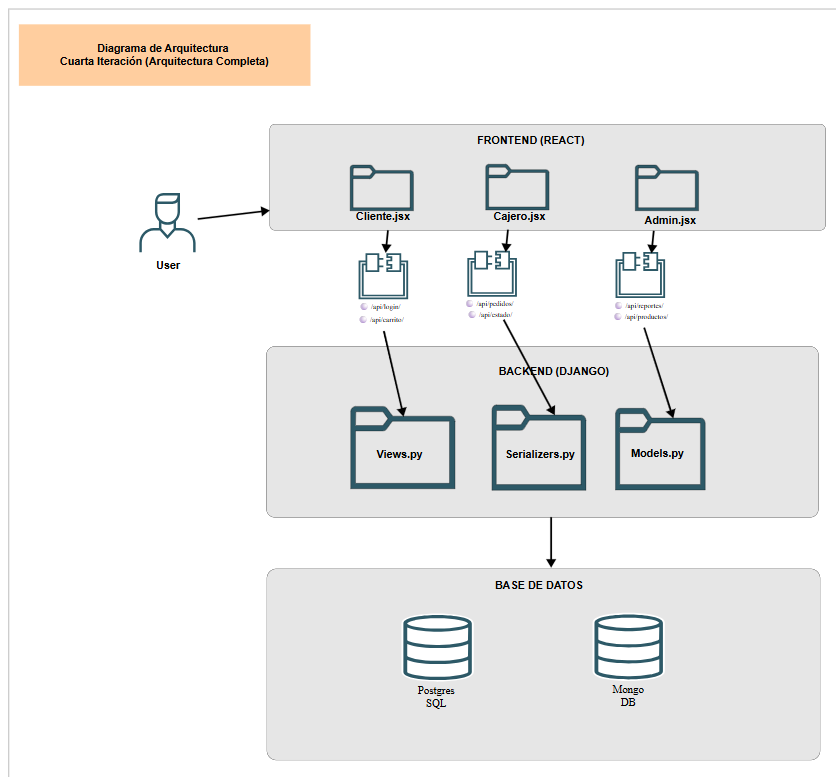 Diagrama de Arquitectura
Cuarta Iteración (Arquitectura Completa)
FRONTEND (REACT)
Cliente.jsx
Cajero.jsx
Admin.jsx
User
/api/login/
/api/carrito/
/api/pedidos/
/api/estado/
/api/reportes/
/api/productos/
BACKEND (DJANGO)
Views.py
Serializers.py
Models.py
BASE DE DATOS
Postgres
SQL
Mongo
DB